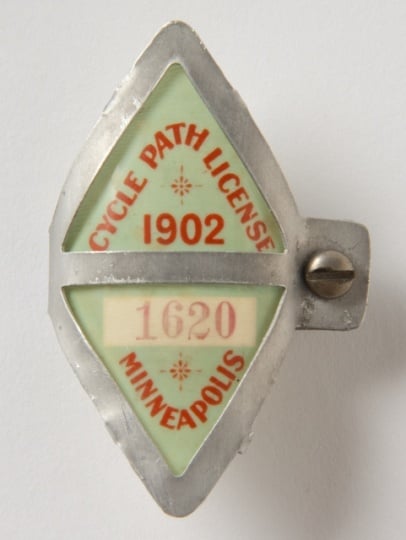 CYCLE PATH LICENSE
1902
1620
MINNEAPOLIS